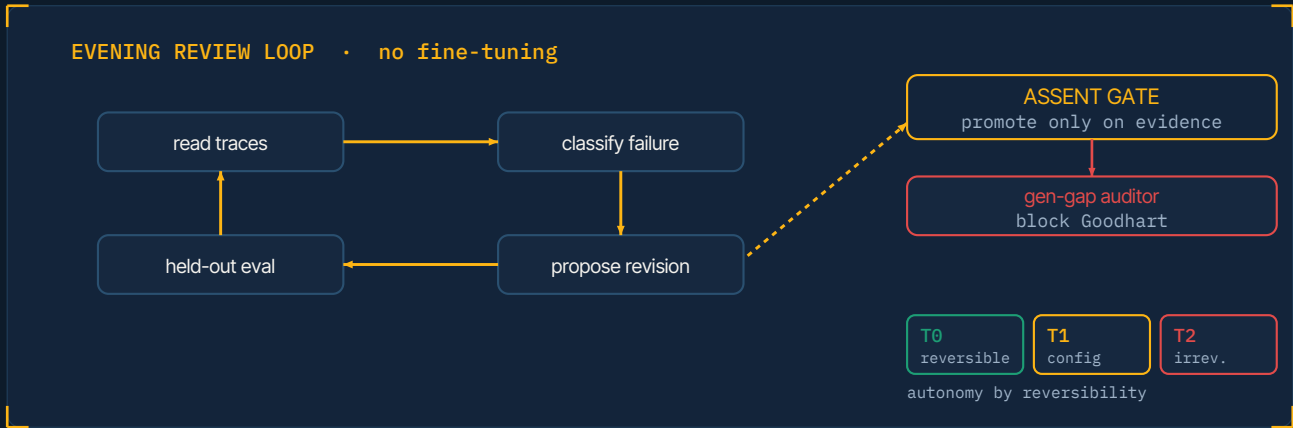 EVENING REVIEW LOOP · no fine-tuning
read traces
classify failure
held-out eval
propose revision
ASSENT GATE
promote only on evidence
gen-gap auditor
block Goodhart
T0
reversible
T1
config
T2
irrev.
autonomy by reversibility